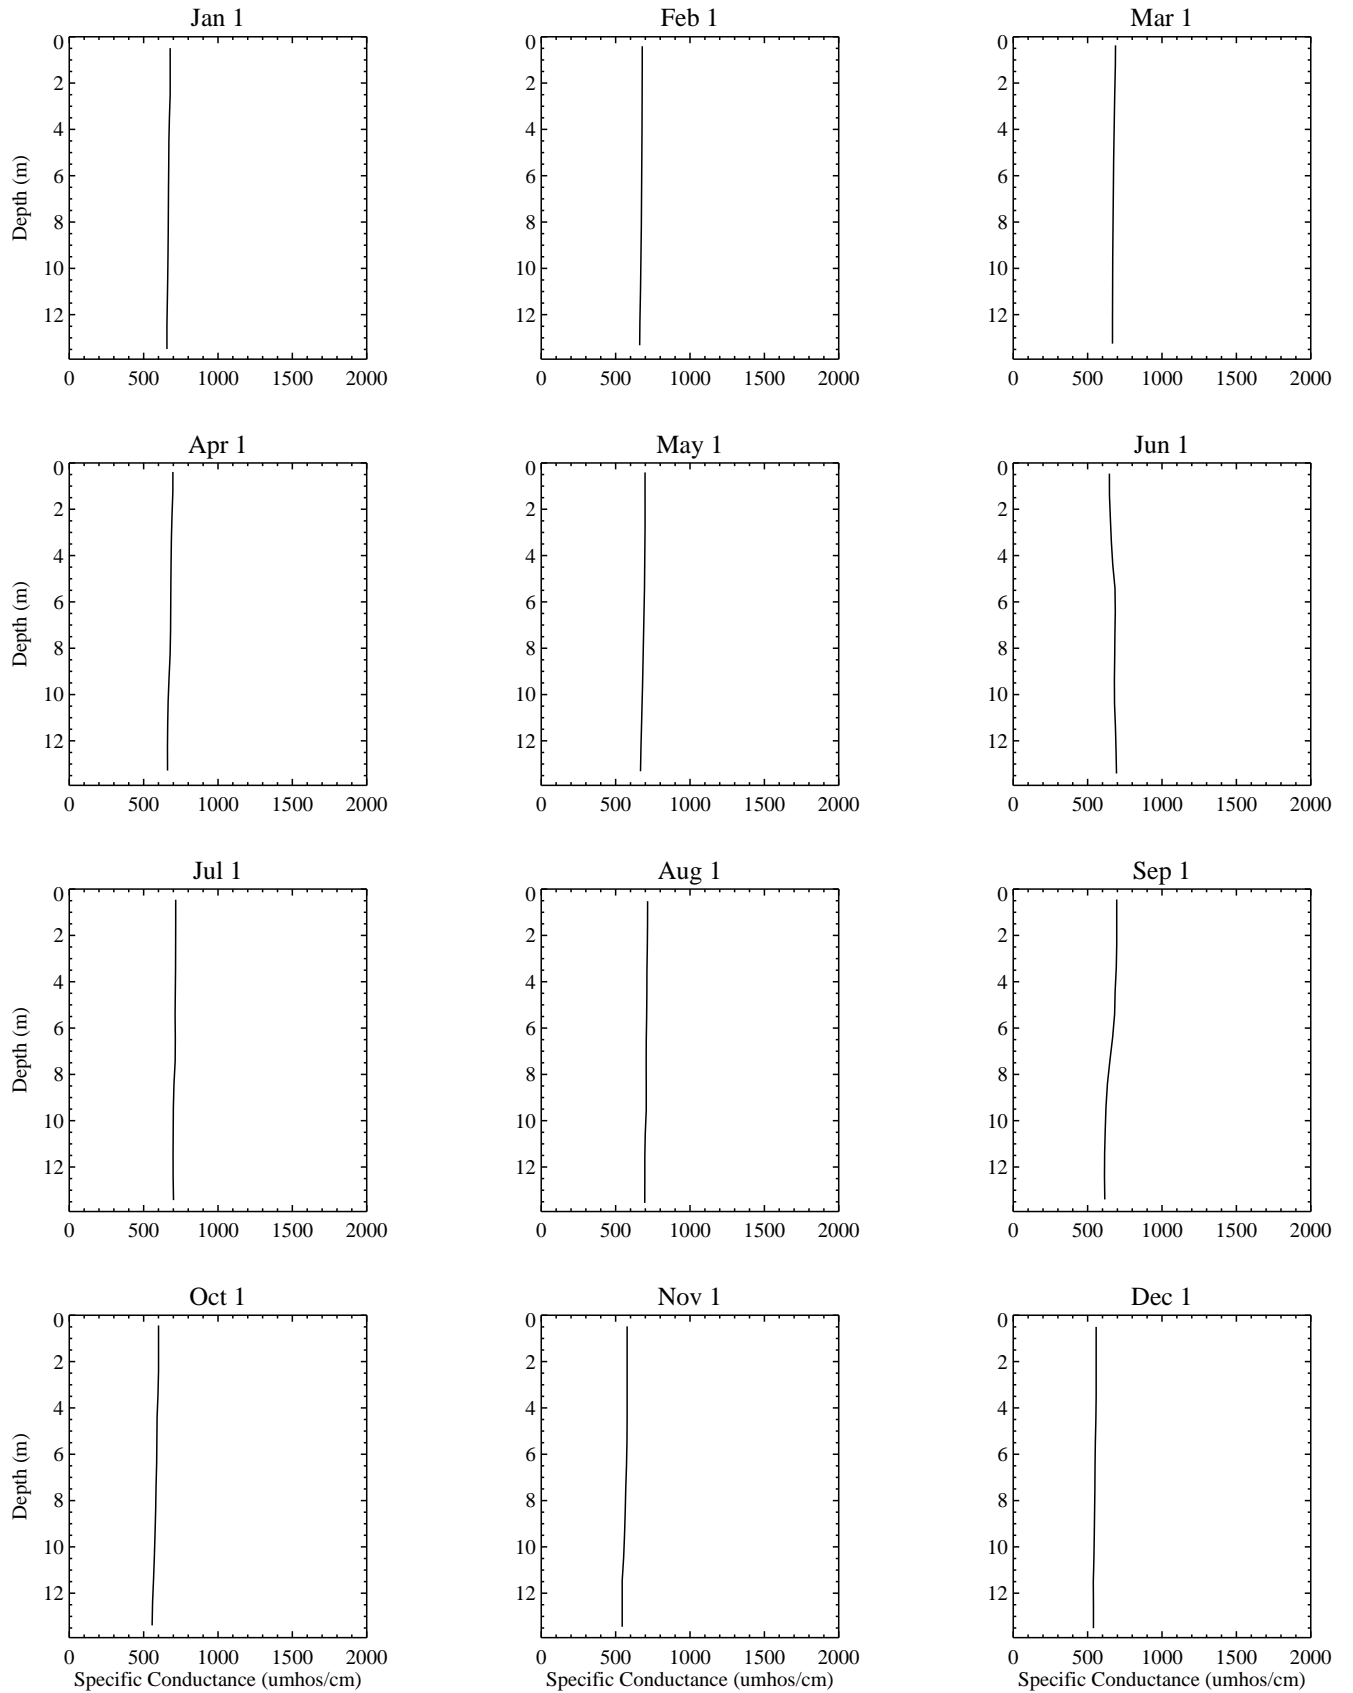 Jan 1 Feb 1 Mar 1
0 0 0
2 2 2
4 4 4
Depth (m)
6 6 6
8 8 8
10 10 10
12 12 12
0 500 1000 1500 2000 0 500 1000 1500 2000 0 500 1000 1500 2000
Apr 1 May 1 Jun 1
0 0 0
2 2 2
4 4 4
Depth (m)
6 6 6
8 8 8
10 10 10
12 12 12
0 500 1000 1500 2000 0 500 1000 1500 2000 0 500 1000 1500 2000
Jul 1 Aug 1 Sep 1
0 0 0
2 2 2
4 4 4
Depth (m)
6 6 6
8 8 8
10 10 10
12 12 12
0 500 1000 1500 2000 0 500 1000 1500 2000 0 500 1000 1500 2000
Oct 1 Nov 1 Dec 1
0 0 0
2 2 2
4 4 4
Depth (m)
6 6 6
8 8 8
10 10 10
12 12 12
0 500 1000 1500 2000 0 500 1000 1500 2000 0 500 1000 1500 2000
Specific Conductance (umhos/cm) Specific Conductance (umhos/cm) Specific Conductance (umhos/cm)